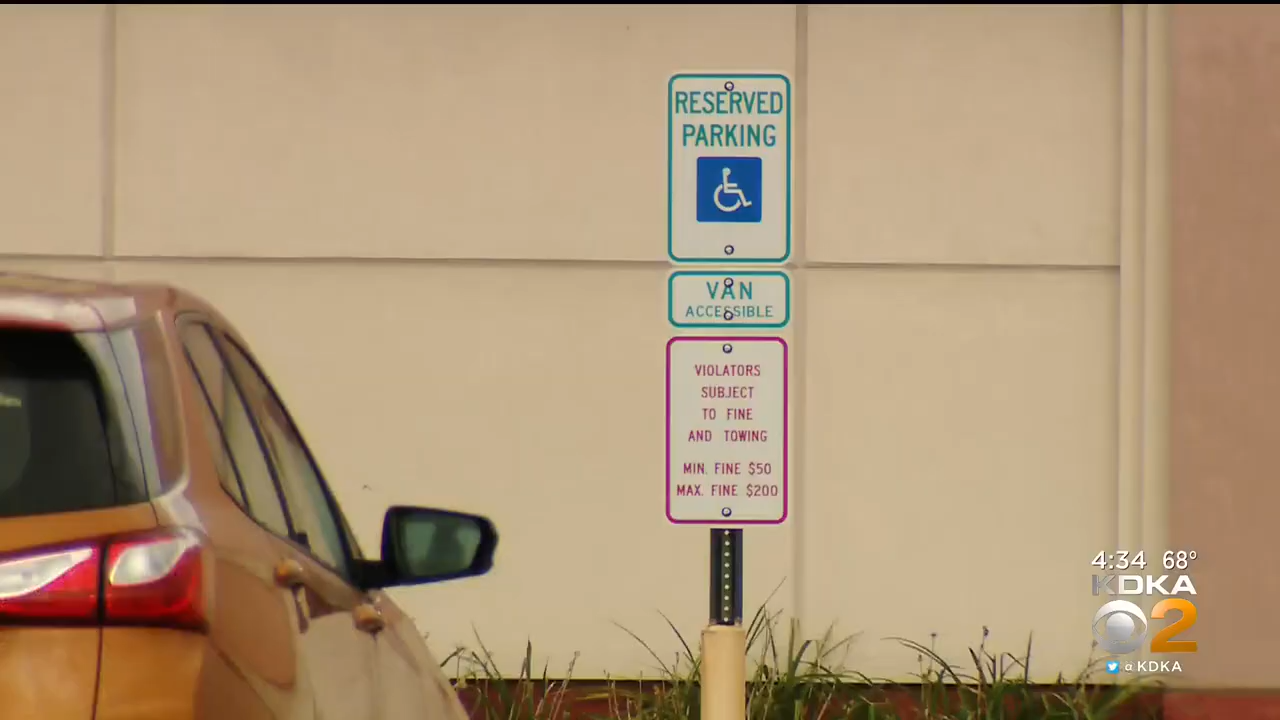 RESERVED
PARKING
VAN
ACCESSIBLE
VIOLATORS
SUBJECT
TO FINE
AND TOWING
MIN. FINE $50
MAX. FINE $200
4:34 68°
KDKA
2
@KDKA